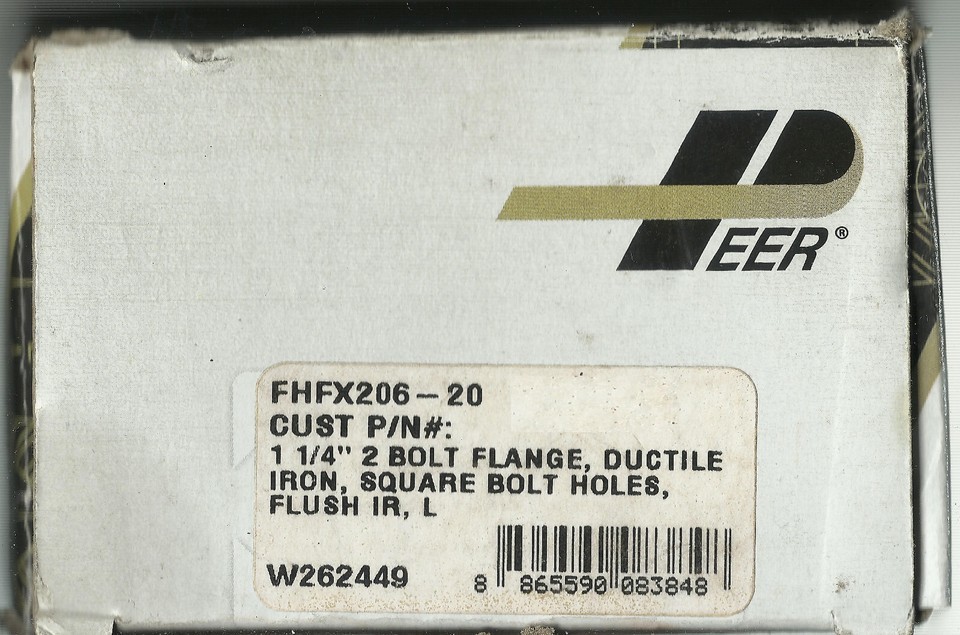 PEER®
FHFX206-20
CUST P/N#:
1 1/4" 2 BOLT FLANGE, DUCTILE
IRON, SQUARE BOLT HOLES,
FLUSH IR, L
W262449
8 865590 083848